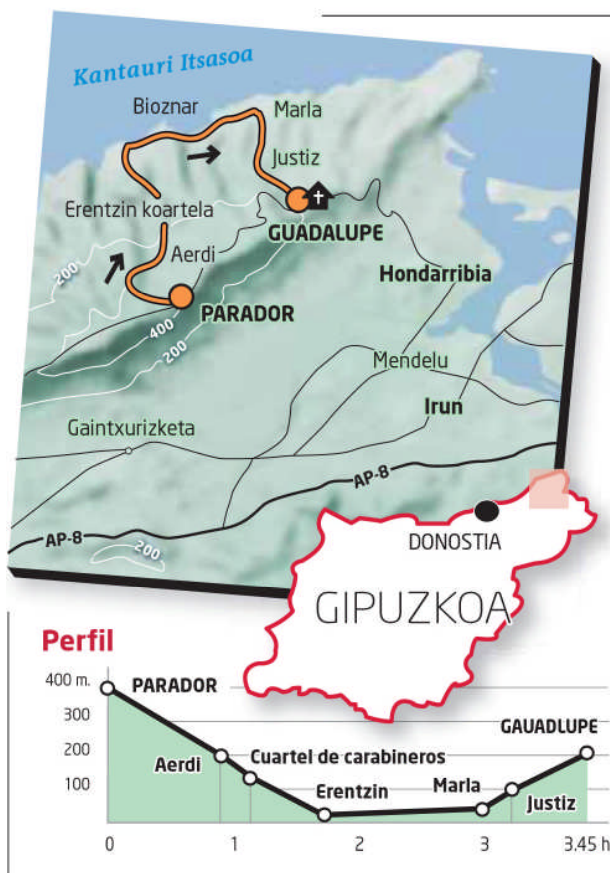 Kantauri Itsasoa
Bioznar
Marla
Justiz
Erentzin koartela
GUADALUPE
Aerdi
200
Hondarribia
PARADOR
400
200
Mendelu
Irun
Gaintxurizketa
AP-8
AP-8
200
DONOSTIA
GIPUZKOA
Perfil
400 m.
PARADOR
300
GAUADLUPE
200
Aerdi
Cuartel de carabineros
Marla
100
Erentzin
Justiz
0 1 2 3 3.45 h